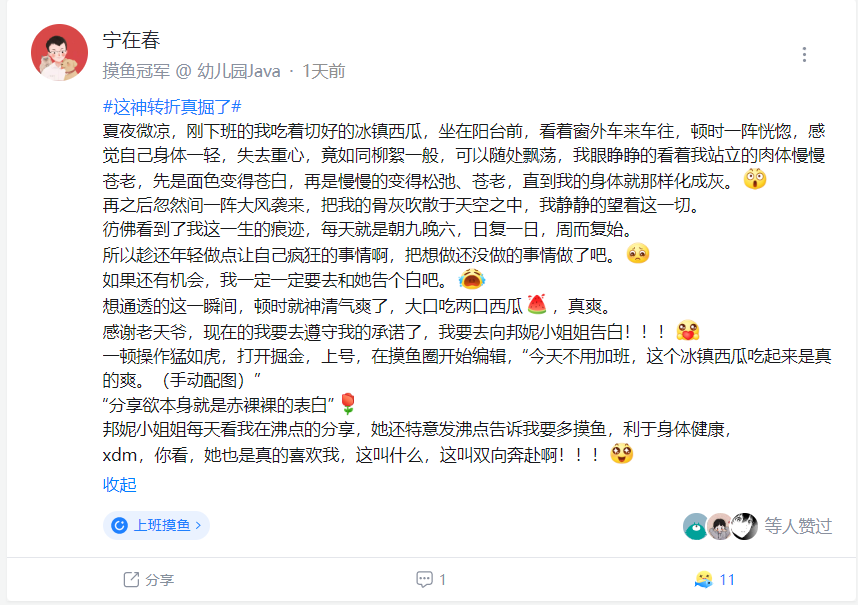 宁在春
摸鱼冠军 @ 幼儿园Java · 1天前
#这神转折真掘了#
夏夜微凉，刚下班的我吃着切好的冰镇西瓜，坐在阳台前，看着窗外车来车往，顿时一阵恍惚，感
觉自己身体一轻，失去重心，竟如同柳絮一般，可以随处飘荡，我眼睁睁的看着我站立的肉体慢慢
苍老，先是面色变得苍白，再是慢慢的变得松弛、苍老，直到我的身体就那样化成灰。😲
再之后忽然间一阵大风袭来，把我的骨灰吹散于天空之中，我静静的望着这一切。
彷佛看到了我这一生的痕迹，每天就是朝九晚六，日复一日，周而复始。
所以趁还年轻做点让自己疯狂的事情啊，把想做还没做的事情做了吧。🥺
如果还有机会，我一定一定要去和她告个白吧。😭
想通透的这一瞬间，顿时就神清气爽了，大口吃两口西瓜🍉，真爽。
感谢老天爷，现在的我要去遵守我的承诺了，我要去向邦妮小姐姐告白！！！😍
一顿操作猛如虎，打开掘金，上号，在摸鱼圈开始编辑，“今天不用加班，这个冰镇西瓜吃起来是真
的爽。（手动配图）”
“分享欲本身就是赤裸裸的表白”🌹
邦妮小姐姐每天看我在沸点的分享，她还特意发沸点告诉我要多摸鱼，利于身体健康，
xdm，你看，她也是真的喜欢我，这叫什么，这叫双向奔赴啊！！！😍
收起
上班摸鱼 >
等人赞过
分享
1
11